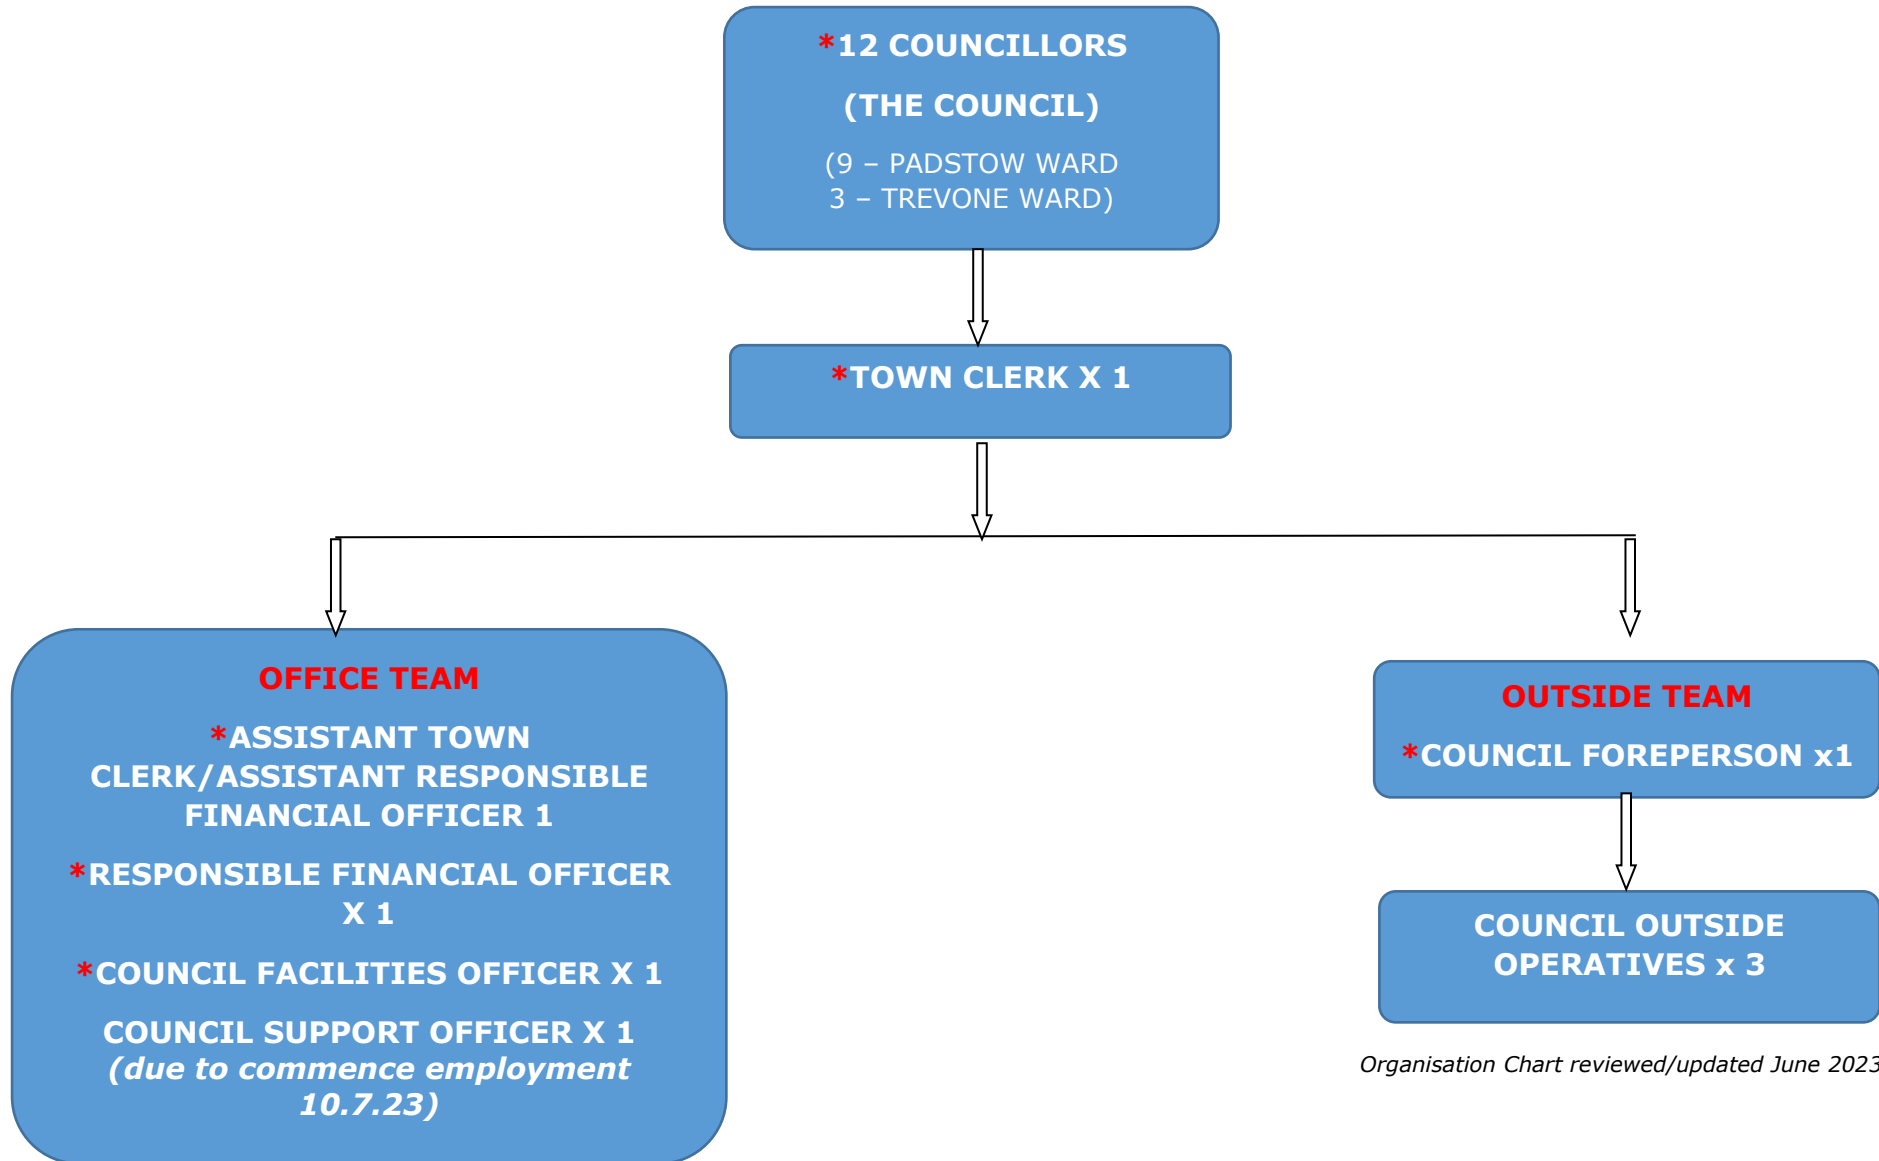 *12 COUNCILLORS
(THE COUNCIL)
(9 – PADSTOW WARD
3 – TREVONE WARD)
*TOWN CLERK X 1
OFFICE TEAM
*ASSISTANT TOWN
CLERK/ASSISTANT RESPONSIBLE
FINANCIAL OFFICER 1
*RESPONSIBLE FINANCIAL OFFICER
X 1
*COUNCIL FACILITIES OFFICER X 1
COUNCIL SUPPORT OFFICER X 1
(due to commence employment
10.7.23)
OUTSIDE TEAM
*COUNCIL FOREPERSON x1
COUNCIL OUTSIDE
OPERATIVES x 3
Organisation Chart reviewed/updated June 2023